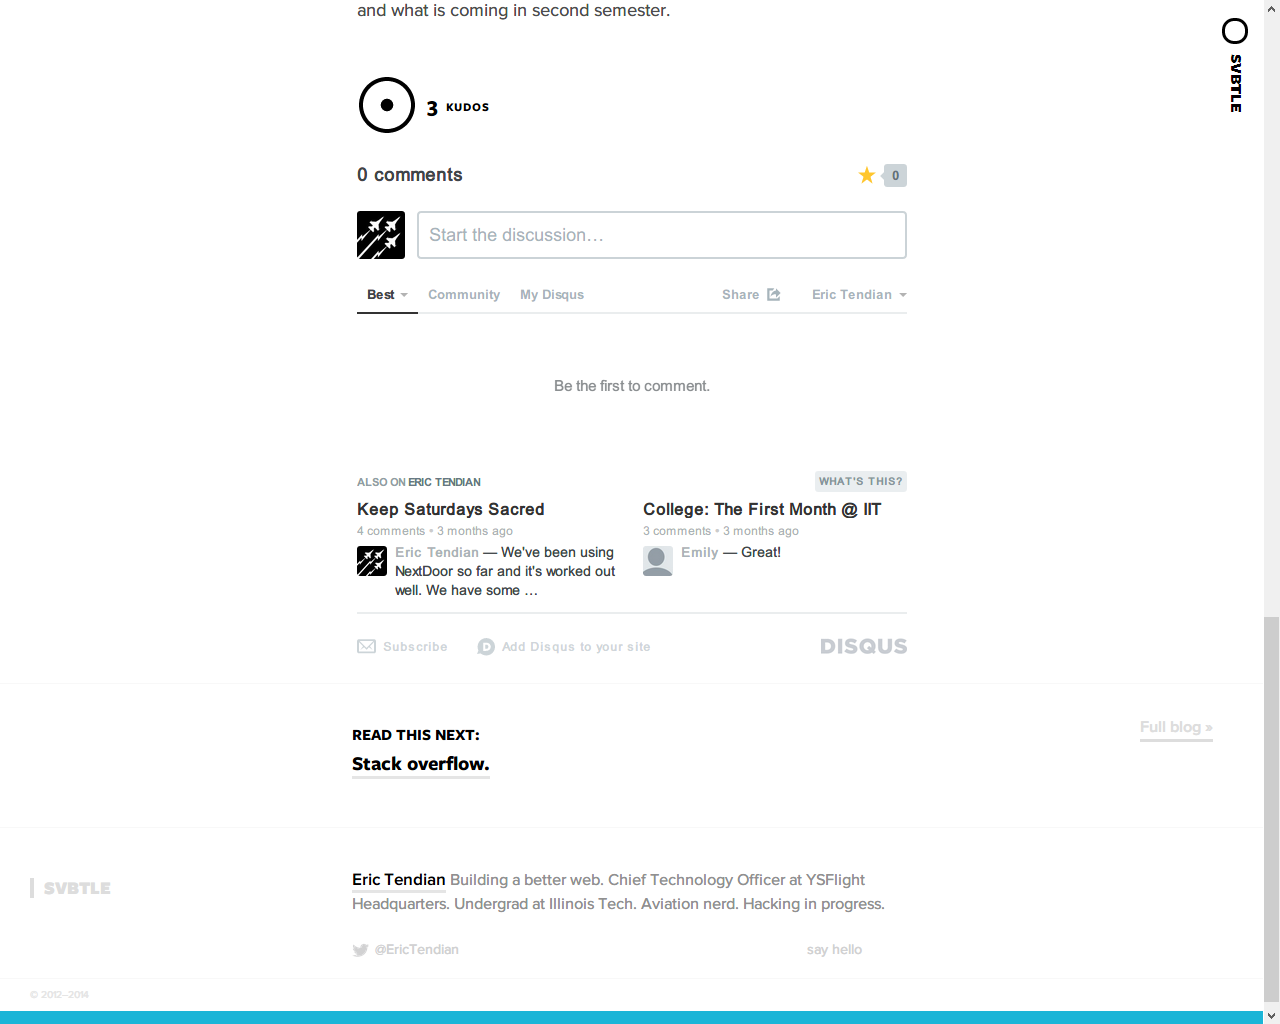 and what is coming in second semester.
SVBTLE
3 KUDOS
0 comments
0
Start the discussion…
Best Community My Disqus Share Eric Tendian
Be the first to comment.
ALSO ON ERIC TENDIAN
WHAT'S THIS?
Keep Saturdays Sacred
4 comments • 3 months ago
Eric Tendian — We've been using
NextDoor so far and it's worked out
well. We have some …
College: The First Month @ IIT
3 comments • 3 months ago
Emily — Great!
Subscribe D Add Disqus to your site DISQUS
READ THIS NEXT:
Full blog »
Stack overflow.
SVBTLE
Eric Tendian Building a better web. Chief Technology Officer at YSFlight
Headquarters. Undergrad at Illinois Tech. Aviation nerd. Hacking in progress.
@EricTendian say hello
© 2012–2014